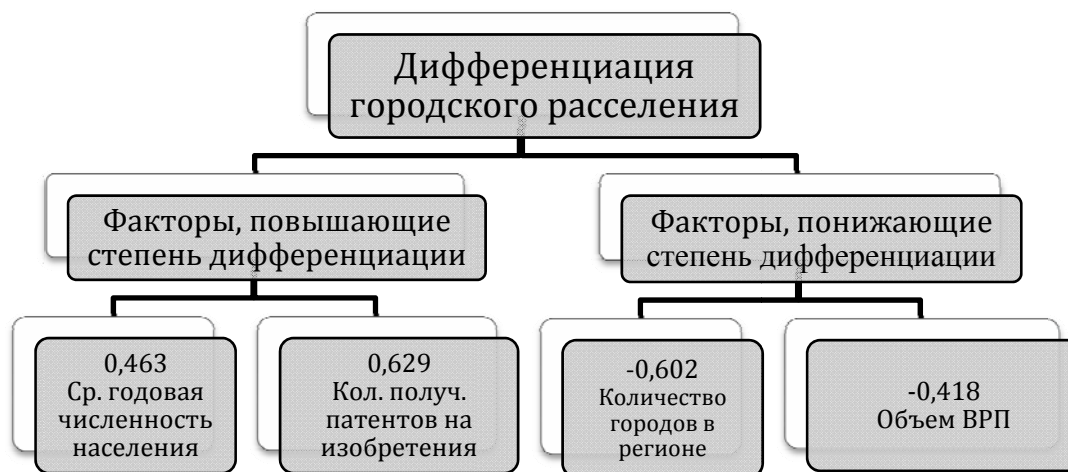 Дифференциация
городского расселения
Факторы, повышающие
степень дифференциации
Факторы, понижающие
степень дифференциации
0,463
Ср. годовая
численность
населения
0,629
Кол. получ.
патентов на
изобретения
-0,602
Количество
городов в
регионе
-0,418
Объем ВРП